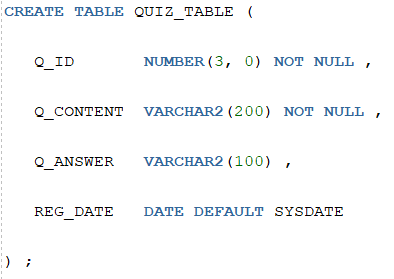 CREATE TABLE QUIZ_TABLE (
Q_ID NUMBER(3, 0) NOT NULL ,
Q_CONTENT VARCHAR2(200) NOT NULL ,
Q_ANSWER VARCHAR2(100) ,
REG_DATE DATE DEFAULT SYSDATE
) ;